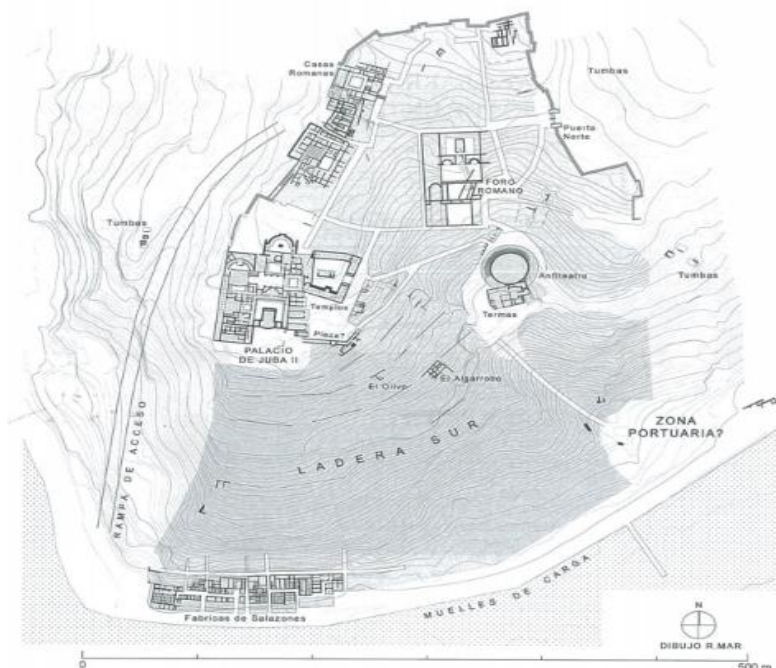 Casas
Romanas
Tumbas
Puerta
Norte
FORO
ROMANO
Tumbas
Anfiteatro
Tumbas
Templos
Termas
Plaza?
PALACIO
DE JUBA II
El Olivo
El Algarrobo
ZONA
PORTUARIA?
LADERA SUR
RAMPA DE ACCESO
MUELLES DE CARGA
Fabricas de Salazones
N
DIBUJO R.MAR
0
500 m